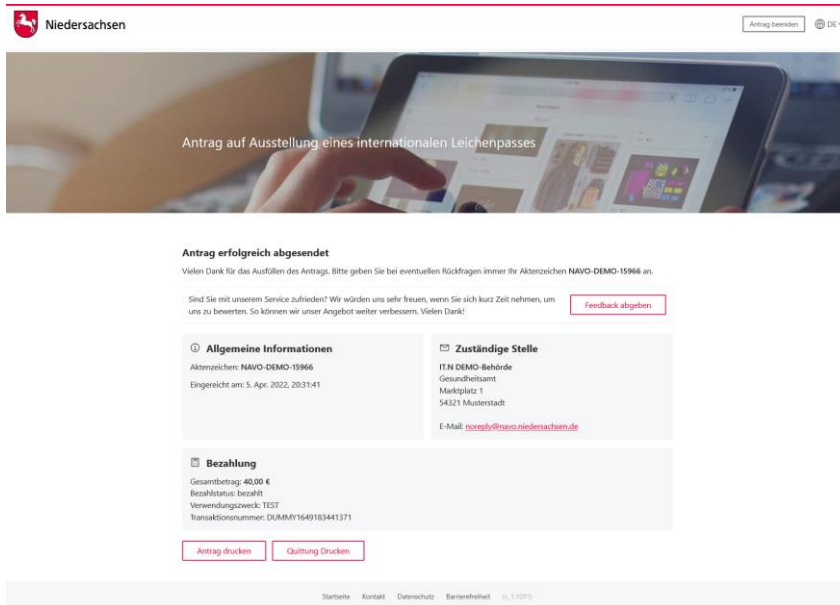 Niedersachsen
Antrag beenden
DE
Antrag auf Ausstellung eines internationalen Leichenpasses
Antrag erfolgreich abgesendet
Vielen Dank für das Ausfüllen des Antrags. Bitte geben Sie bei eventuellen Rückfragen immer Ihr Aktenzeichen NAVO-DEMO-15966 an.
Sind Sie mit unserem Service zufrieden? Wir würden uns sehr freuen, wenn Sie sich kurz Zeit nehmen, um
uns zu bewerten. So können wir unser Angebot weiter verbessern. Vielen Dank!
Feedback abgeben
Allgemeine Informationen
Aktenzeichen: NAVO-DEMO-15966
Eingereicht am: 5. Apr. 2022, 20:31:41
Zuständige Stelle
IT.N DEMO-Behörde
Gesundheitsamt
Marktplatz 1
54321 Musterstadt
E-Mail: noreply@navo.niedersachsen.de
Bezahlung
Gesamtbetrag: 40,00 €
Bezahlstatus: bezahlt
Verwendungszweck: TEST
Transaktionsnummer: DUMMY1649183441371
Antrag drucken
Quittung Drucken
Startseite Kontakt Datenschutz Barrierefreiheit